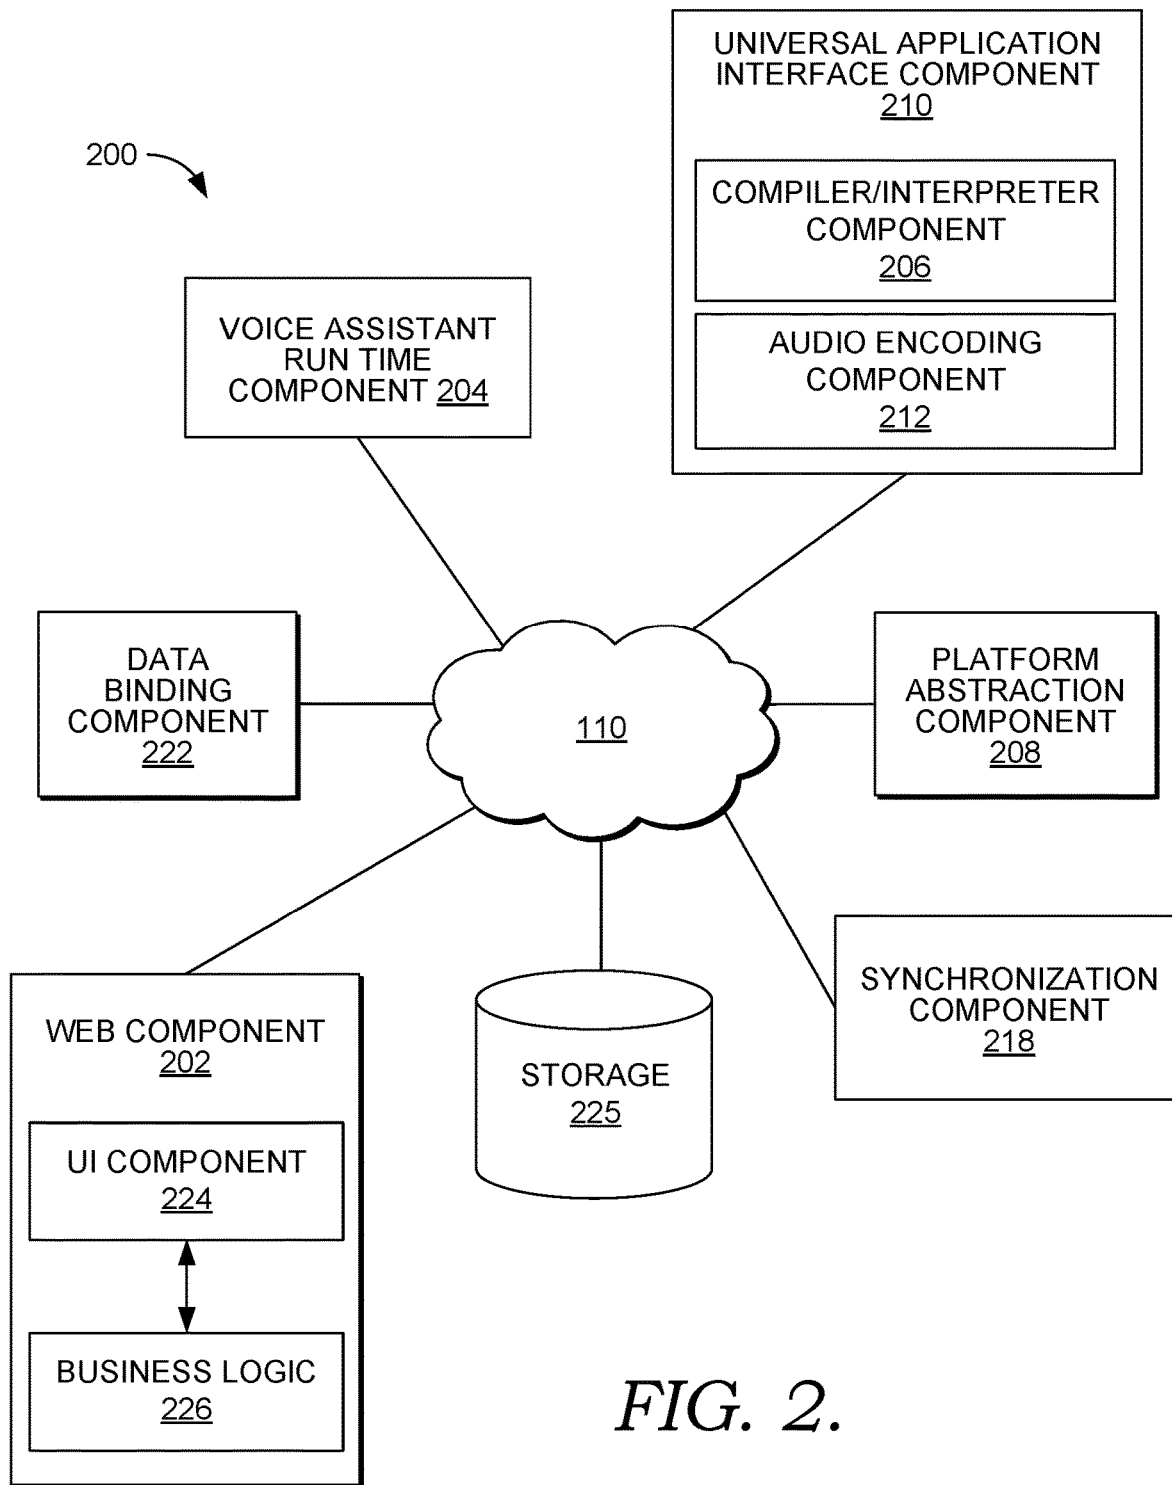 UNIVERSAL APPLICATION
INTERFACE COMPONENT
210
200
COMPILER/INTERPRETER
COMPONENT
206
AUDIO ENCODING
COMPONENT
212
VOICE ASSISTANT
RUN TIME
COMPONENT 204
DATA
BINDING
COMPONENT
222
110
PLATFORM
ABSTRACTION
COMPONENT
208
WEB COMPONENT
202
UI COMPONENT
224
BUSINESS LOGIC
226
STORAGE
225
SYNCHRONIZATION
COMPONENT
218
FIG. 2.